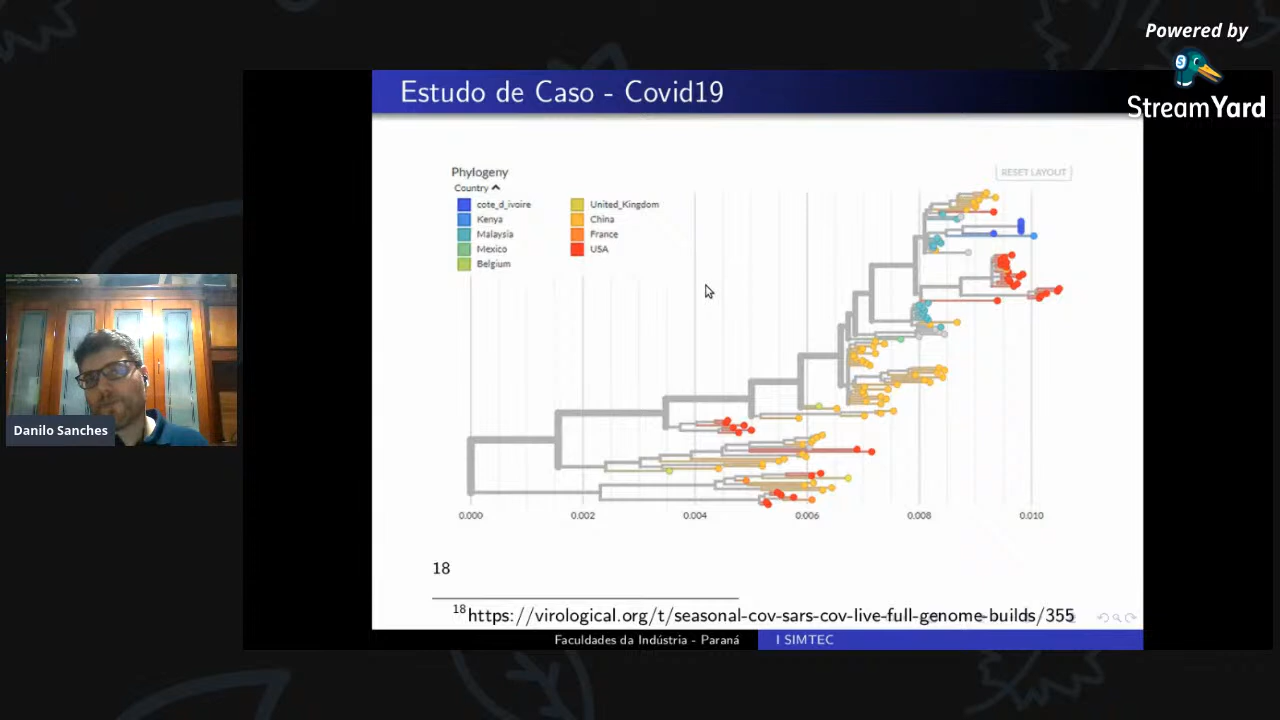 Powered by
StreamYard
Estudo de Caso - Covid19
Phylogeny
RESET LAYOUT
Country
cote_d_ivoire
United_Kingdom
Kenya
China
Malaysia
France
Mexico
USA
Belgium
0.000
0.002
0.004
0.006
0.008
0.010
Danilo Sanches
18
18 https://virological.org/t/seasonal-cov-sars-cov-live-full-genome-builds/355
Faculdades da Indústria - Paraná
I SIMTEC